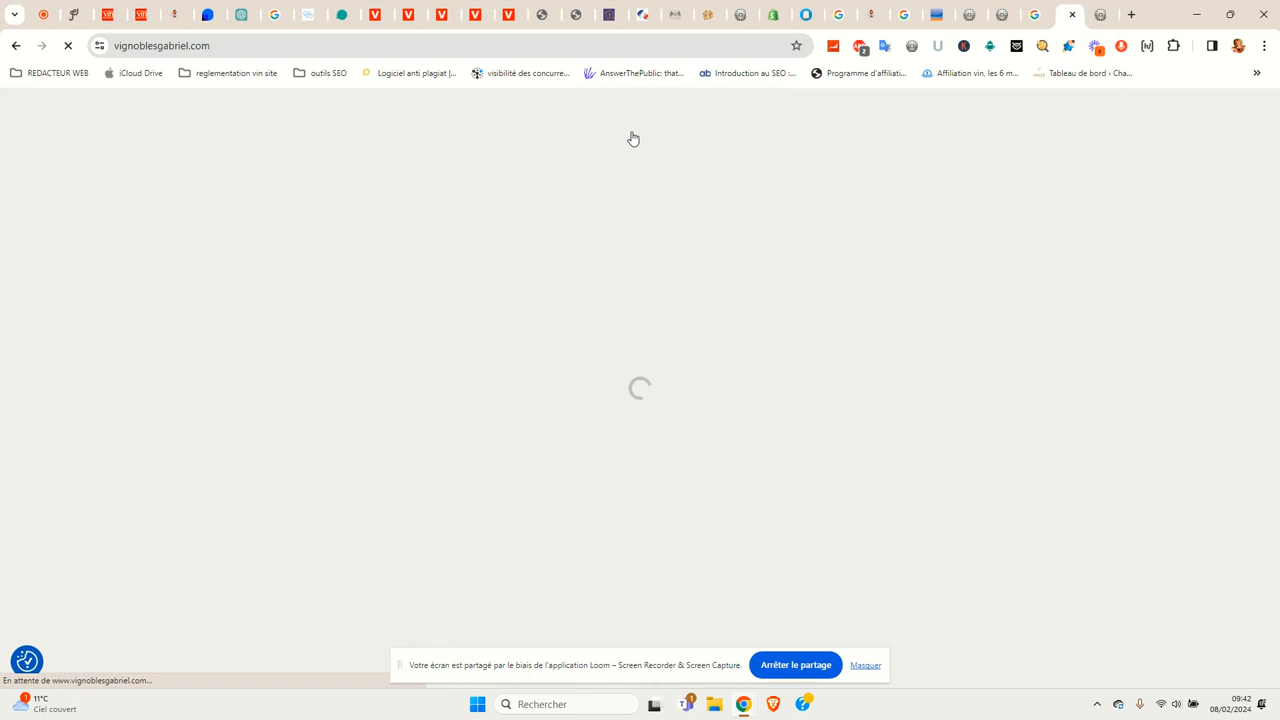 vignoblesgabriel.com
REDACTEUR WEB
iCloud Drive
reglementation vin site
outils SEO
Logiciel anti plagiat |...
visibilité des concurre...
AnswerThePublic: that...
Introduction au SEO :...
Programme d'affiliati...
Affiliation vin, les 6 m...
Tableau de bord ‹ Cha...
Votre écran est partagé par le biais de l'application Loom – Screen Recorder & Screen Capture.
Arrêter le partage
Masquer
En attente de www.vignoblesgabriel.com...
11°C
Ciel couvert
Rechercher
09:42
08/02/2024